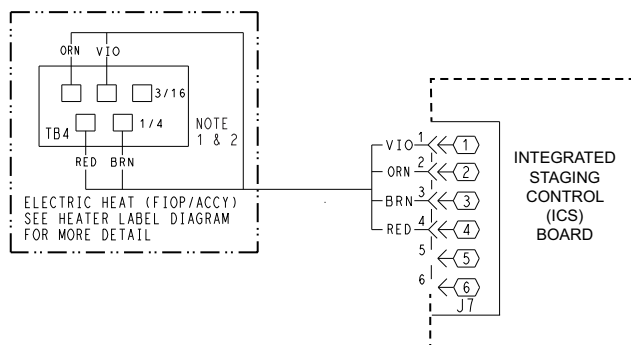 ORN VIO
3/16
TB4
1/4
NOTE
1 & 2
RED BRN
ELECTRIC HEAT (FIOP/ACCY)
SEE HEATER LABEL DIAGRAM
FOR MORE DETAIL
VIO 1 1
ORN 2 2
BRN 3 3
RED 4 4
5 5
6 6
J7
INTEGRATED
STAGING
CONTROL
(ICS)
BOARD